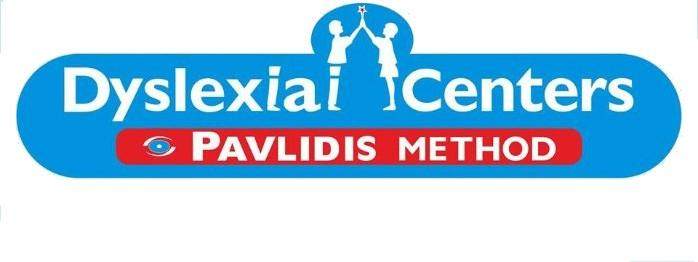 Dyslexia Centers
PAVLIDIS METHOD